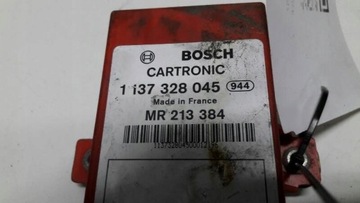 BOSCH
CARTRONIC
1 137 328 045 944
Made in France
MR 213 384